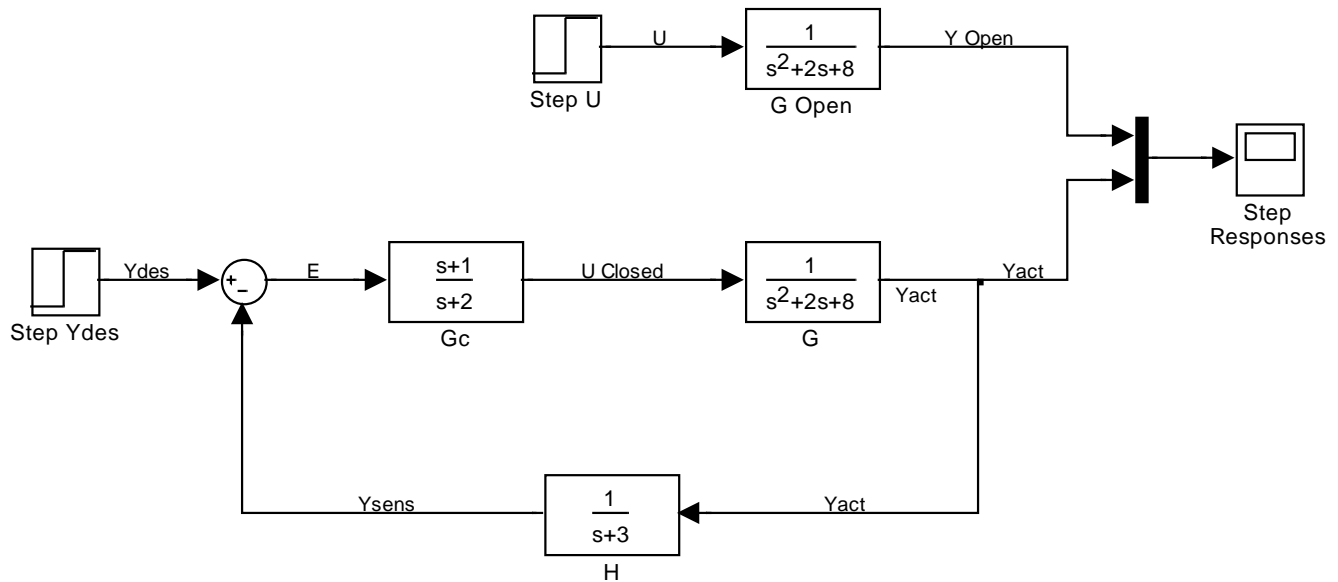 U
1
s2+2s+8
Y Open
Step U
G Open
Step
Responses
Ydes
+
−
E
s+1
s+2
U Closed
1
s2+2s+8
Yact
Yact
Step Ydes
Gc
G
Ysens
1
s+3
Yact
H